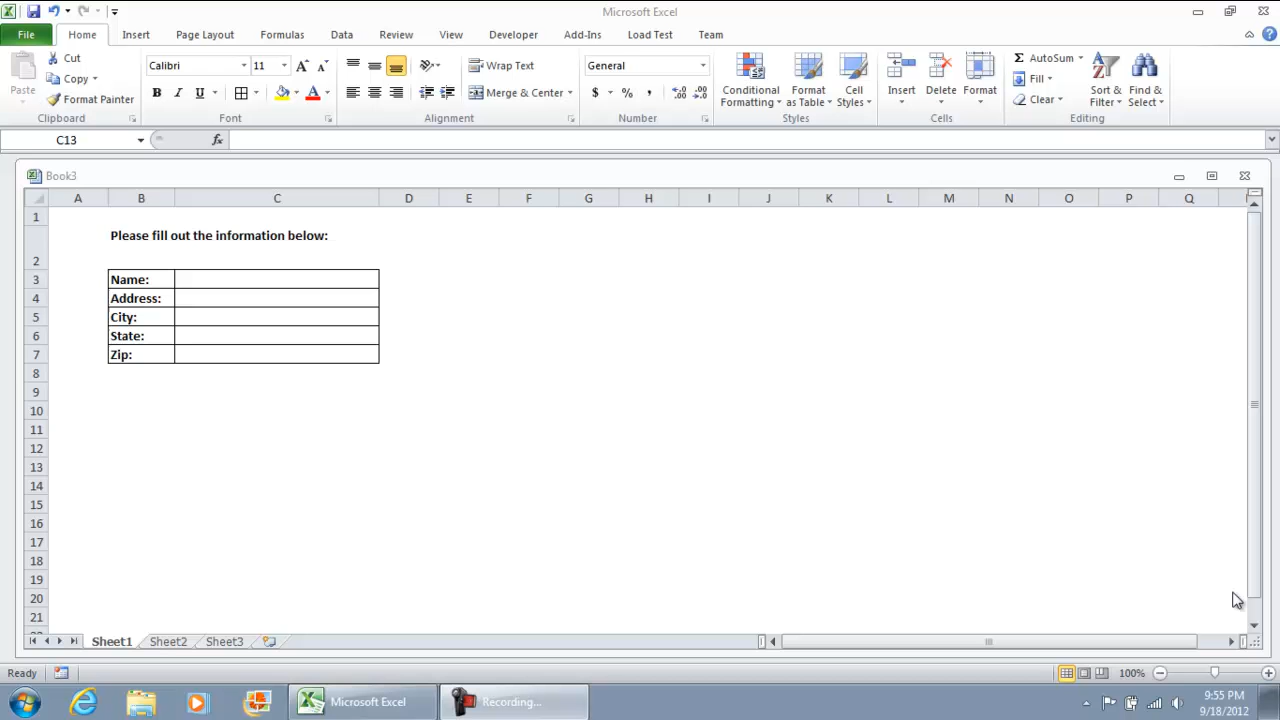 Microsoft Excel
File Home Insert Page Layout Formulas Data Review View Developer Add-Ins Load Test Team
Cut
Copy
Format Painter
Paste
Clipboard
Calibri 11
B I U A
Font
Wrap Text
Merge & Center
Alignment
General
$ % ,
Number
Conditional Formatting
Format as Table
Cell Styles
Styles
Insert
Delete
Format
Cells
Σ AutoSum
Fill
Clear
Sort & Filter
Find & Select
Editing
C13 fx
Book3
A B C D E F G H I J K L M N O P Q
1
2 Please fill out the information below:
3 Name:
4 Address:
5 City:
6 State:
7 Zip:
8
9
10
11
12
13
14
15
16
17
18
19
20
21
Sheet1 Sheet2 Sheet3
Ready 100%
Microsoft Excel Recording... 9:55 PM
9/18/2012